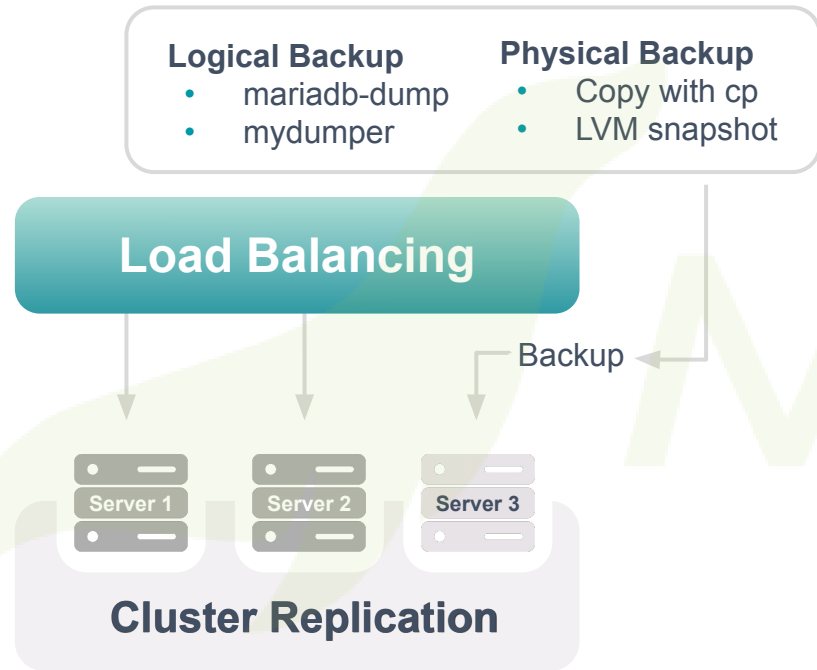 Logical Backup
• mariadb-dump
• mydumper
Physical Backup
• Copy with cp
• LVM snapshot
Load Balancing
Backup
Server 1
Server 2
Server 3
Cluster Replication